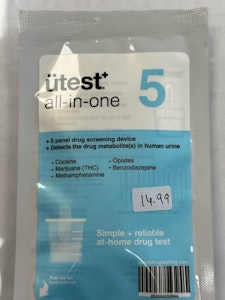 ütest+
all-in-one
5
+ 5 panel drug screening device
+ Detects the drug metabolite(s) in human urine
- Cocaine
- Marijuana (THC)
- Methamphetamine
- Opiates
- Benzodiazepine
14.99
Simple + reliable
at-home drug test